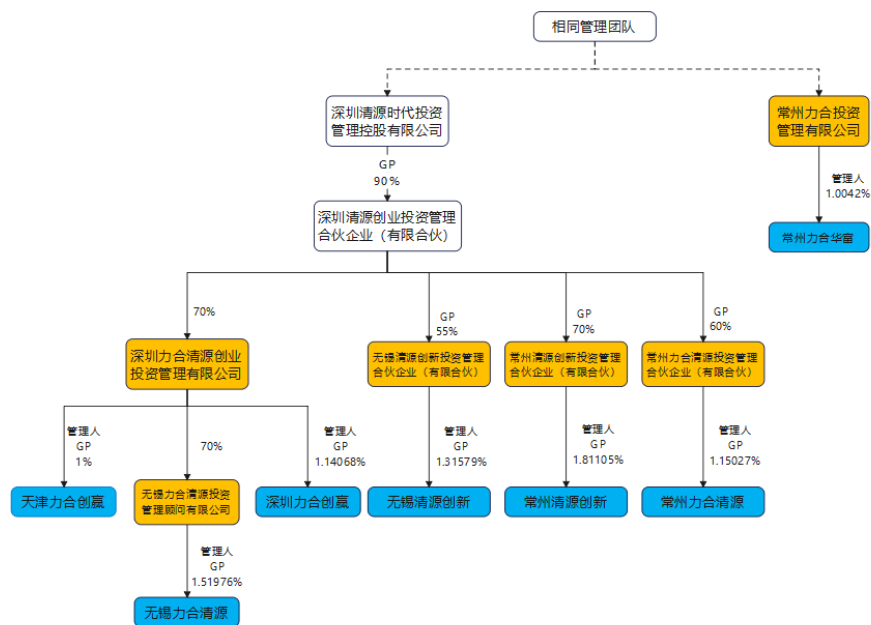 相同管理团队
深圳清源时代投资
管理控股有限公司
常州力合投资
管理有限公司
GP
90%
管理人
1.0042%
深圳清源创业投资管理
合伙企业（有限合伙）
常州力合华富
70%
GP
55%
GP
70%
GP
60%
深圳力合清源创业
投资管理有限公司
无锡清源创新投资管理
合伙企业（有限合伙）
常州清源创新投资管理
合伙企业（有限合伙）
常州力合清源投资管理
合伙企业（有限合伙）
管理人
GP
1%
70%
管理人
GP
1.14068%
管理人
GP
1.31579%
管理人
GP
1.81105%
管理人
GP
1.15027%
天津力合创赢
无锡力合清源投资
管理顾问有限公司
深圳力合创赢
无锡清源创新
常州清源创新
常州力合清源
管理人
GP
1.51976%
无锡力合清源